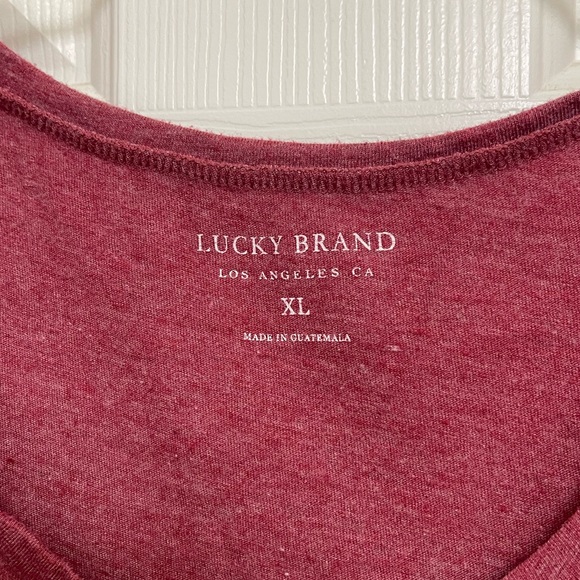 LUCKY BRAND
LOS ANGELES CA
XL
MADE IN GUATEMALA